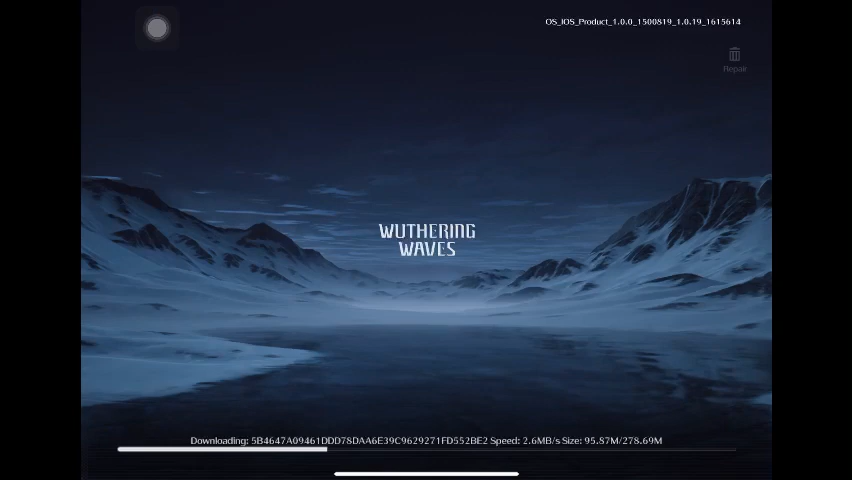 OS_IOS_Product_1.0.0_1500819_1.0.19_1615614
Repair
WUTHERING
WAVES
Downloading: 5B4647A09461DDD78DAA6E39C9629271FD552BE2 Speed: 2.6MB/s Size: 95.87M/278.69M